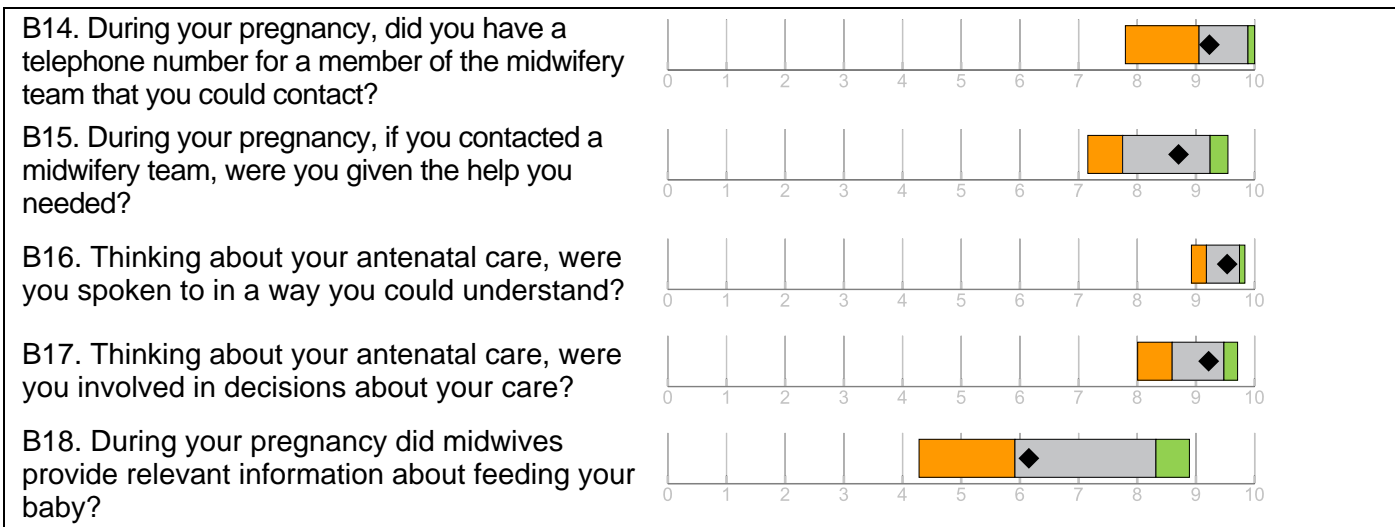 B14. During your pregnancy, did you have a
telephone number for a member of the midwifery
team that you could contact?
0 1 2 3 4 5 6 7 8 9 10
B15. During your pregnancy, if you contacted a
midwifery team, were you given the help you
needed?
0 1 2 3 4 5 6 7 8 9 10
B16. Thinking about your antenatal care, were
you spoken to in a way you could understand?
0 1 2 3 4 5 6 7 8 9 10
B17. Thinking about your antenatal care, were
you involved in decisions about your care?
0 1 2 3 4 5 6 7 8 9 10
B18. During your pregnancy did midwives
provide relevant information about feeding your
baby?
0 1 2 3 4 5 6 7 8 9 10